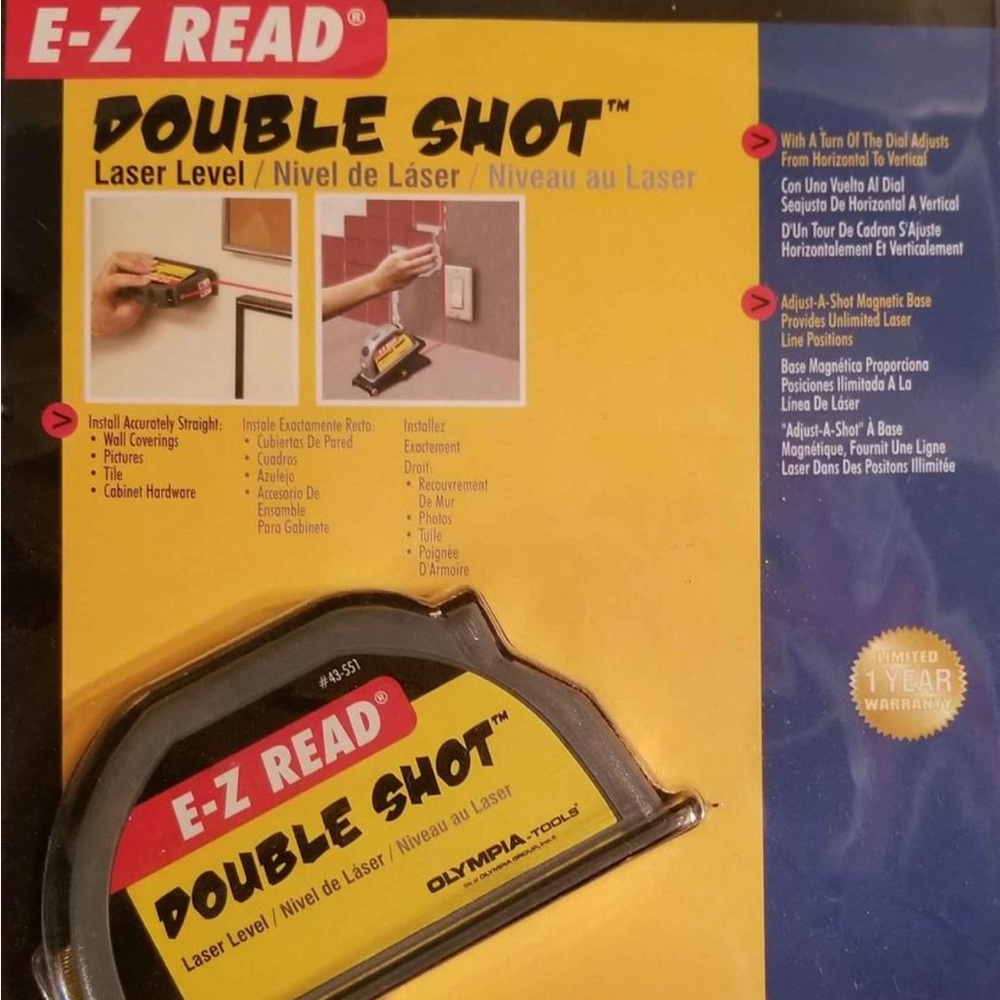 E-Z READ®
DOUBLE SHOT™
Laser Level / Nivel de Láser / Niveau au Laser
Install Accurately Straight:
• Wall Coverings
• Pictures
• Tile
• Cabinet Hardware
Instale Exactamente Recto:
• Cubiertas De Pared
• Cuadros
• Azulejo
• Accesorio De
Ensamble
Para Gabinete
Installez
Exactement
Droit:
• Recouvrement
De Mur
• Photos
• Tuile
• Poignée
D'Armoire
With A Turn Of The Dial Adjusts
From Horizontal To Vertical
Con Una Vuelta Al Dial
Seajusta De Horizontal A Vertical
D'Un Tour De Cadran S'Ajuste
Horizontalement Et Verticalement
Adjust-A-Shot Magnetic Base
Provides Unlimited Laser
Line Positions
Base Magnética Proporciona
Posiciones Ilimitada A La
Línea De Láser
"Adjust-A-Shot" À Base
Magnétique, Fournit Une Ligne
Laser Dans Des Positons Illimitée
LIMITED
1 YEAR
WARRANTY
#43-551
E-Z READ®
DOUBLE SHOT™
Laser Level / Nivel de Láser / Niveau au Laser
OLYMPIA-TOOLS